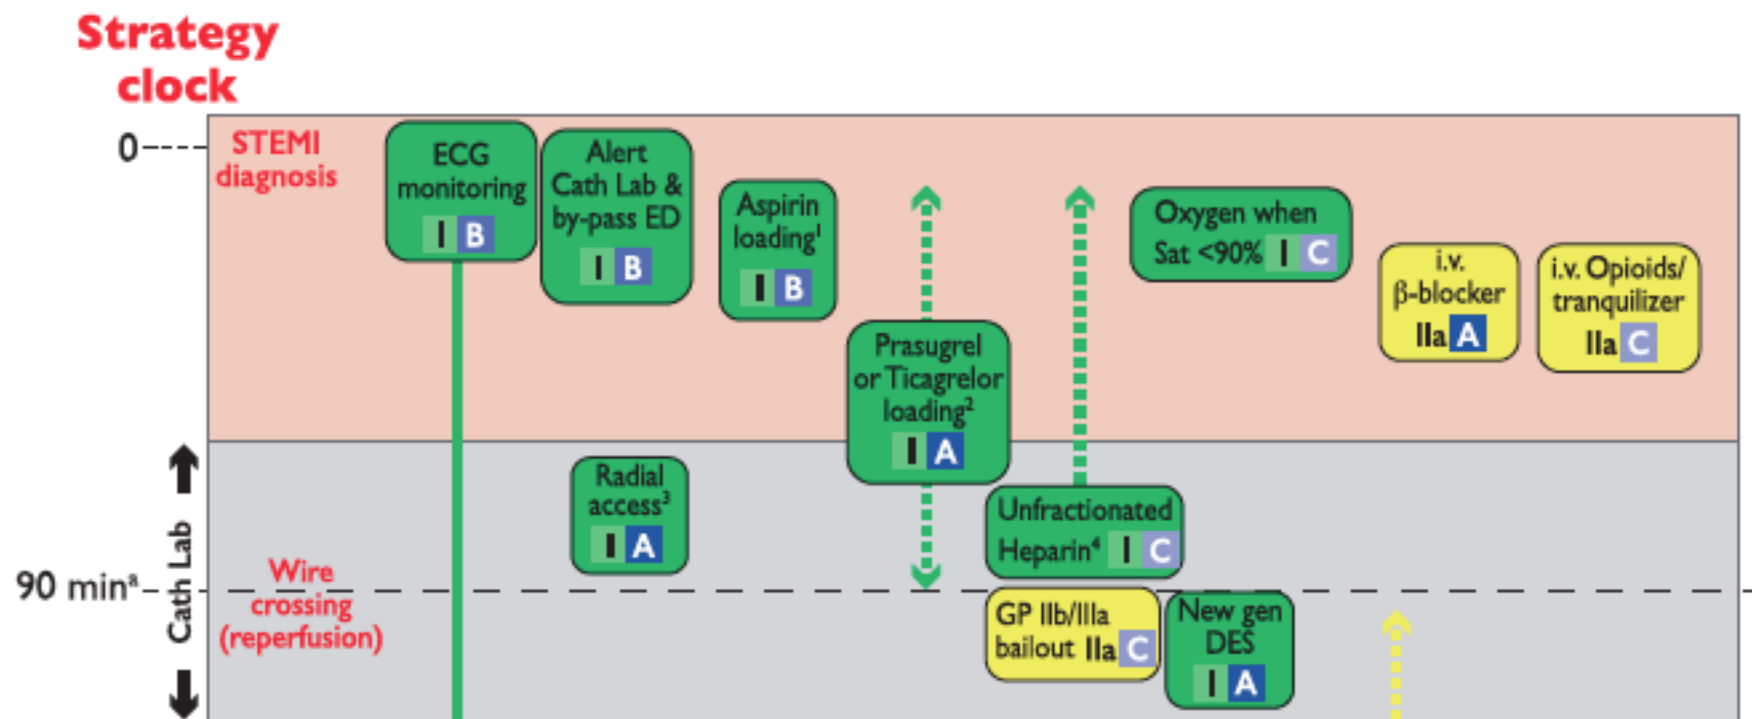 Strategy
clock
0
STEMI
diagnosis
ECG
monitoring
I B
Alert
Cath Lab &
by-pass ED
I B
Aspirin
loading¹
I B
Oxygen when
Sat <90% I C
i.v.
β-blocker
IIa A
i.v. Opioids/
tranquilizer
IIa C
Prasugrel
or Ticagrelor
loading²
I A
Cath Lab
Radial
access³
I A
Unfractionated
Heparin⁴ I C
90 minᵃ
Wire
crossing
(reperfusion)
GP IIb/IIIa
bailout IIa C
New gen
DES
I A